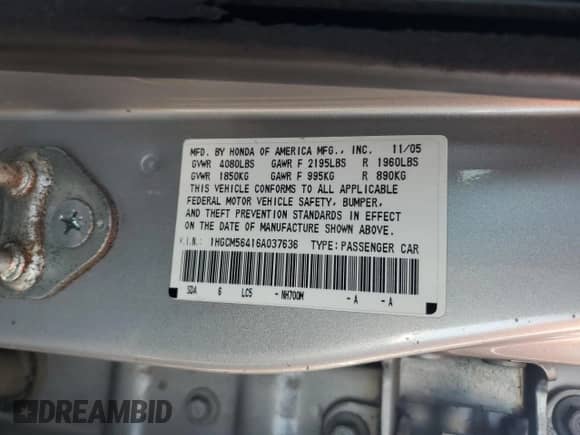 MFD. BY HONDA OF AMERICA MFG., INC. 11/05
GVWR 4080LBS GAWR F 2195LBS R 1960LBS
GVWR 1850KG GAWR F 995KG R 890KG
THIS VEHICLE CONFORMS TO ALL APPLICABLE
FEDERAL MOTOR VEHICLE SAFETY, BUMPER,
AND THEFT PREVENTION STANDARDS IN EFFECT
ON THE DATE OF MANUFACTURE SHOWN ABOVE.
V.I.N.: 1HGCM56416A037636 TYPE: PASSENGER CAR
SDA 6 LC5 - NH700M - A - A
DREAMBID